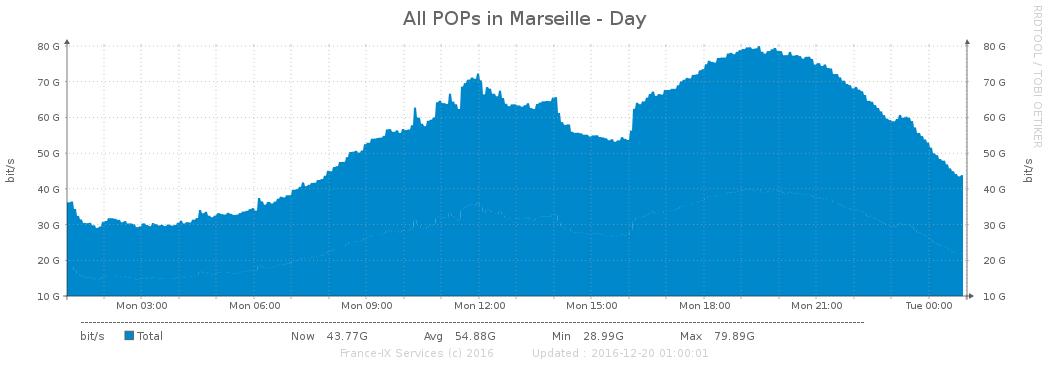 All POPs in Marseille - Day
RRDTOOL / TOBI OETIKER
80 G 80 G
70 G 70 G
60 G 60 G
50 G 50 G
40 G 40 G
30 G 30 G
20 G 20 G
10 G 10 G
bit/s bit/s
Mon 03:00 Mon 06:00 Mon 09:00 Mon 12:00 Mon 15:00 Mon 18:00 Mon 21:00 Tue 00:00
bit/s Total Now 43.77G Avg 54.88G Min 28.99G Max 79.89G
France-IX Services (c) 2016 Updated : 2016-12-20 01:00:01